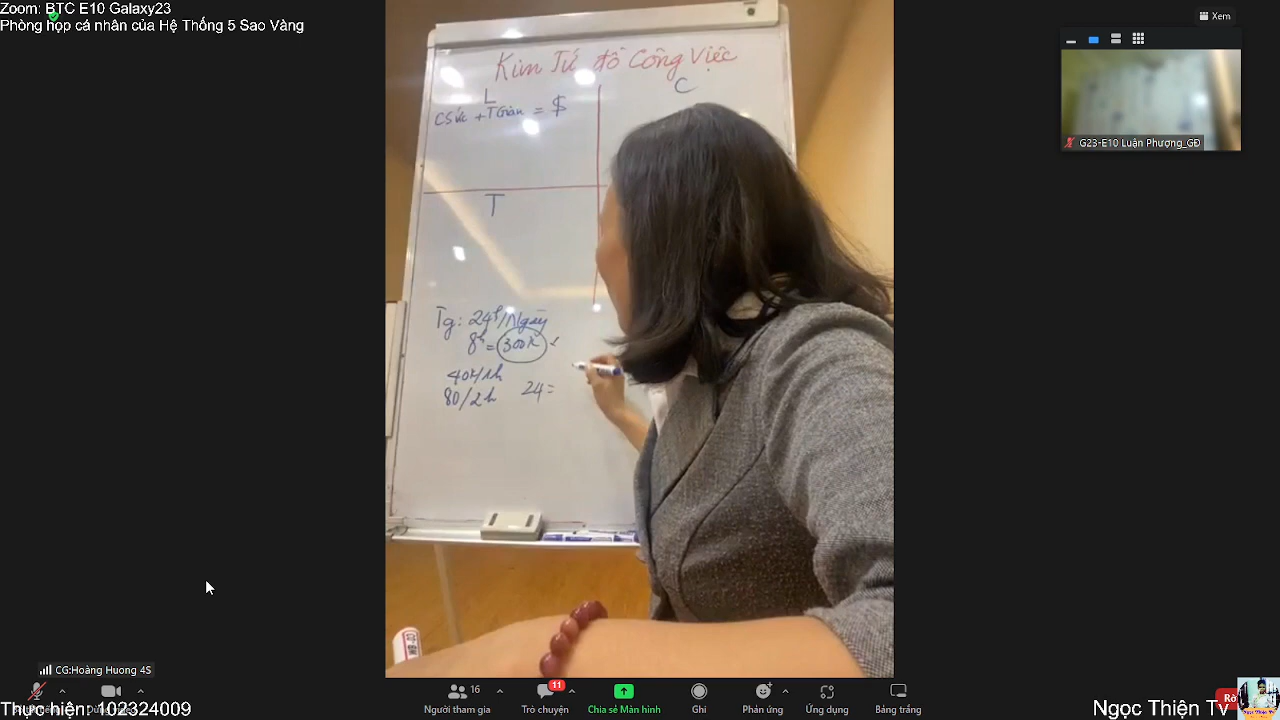 Zoom: BTC E10 Galaxy23
Phòng họp cá nhân của Hệ Thống 5 Sao Vàng
Xem
G23-E10 Luận Phượng_GĐ
Kim Tứ đồ Công Việc
L
C
CSức + TGian = $
T
Tg: 24h/Ngày
8h = 300K
40k/1h
80/2h
24 =
CG:Hoàng Huong 4S
16
11
Người tham gia
Trò chuyện
Chia sẻ Màn hình
Ghi
Phản ứng
Ứng dụng
Bảng trắng
Rờ
Thực hiện: 102324009
Ngọc Thiện TV